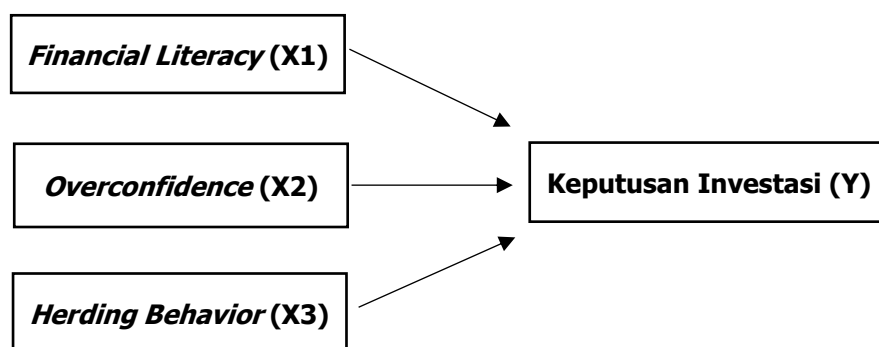 Financial Literacy (X1)
Overconfidence (X2)
Keputusan Investasi (Y)
Herding Behavior (X3)